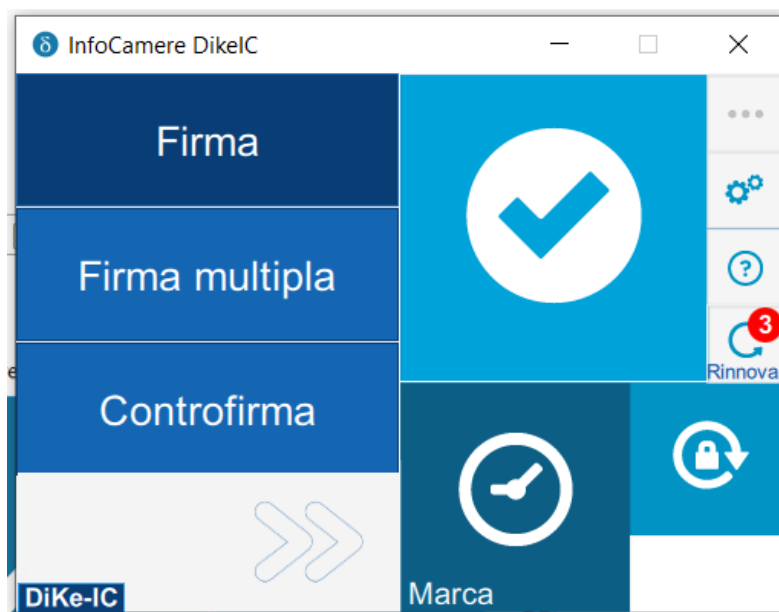 InfoCamere DikeIC
Firma
Firma multipla
Controfirma
DiKe-IC
Marca
?
3
Rinnova